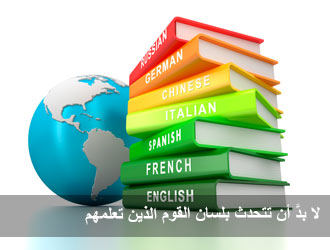 RUSSIAN
GERMAN
CHINESE
ITALIAN
SPANISH
FRENCH
ENGLISH
لا بدَّ أن تتحدث بلسان القوم الذين تعلمهم